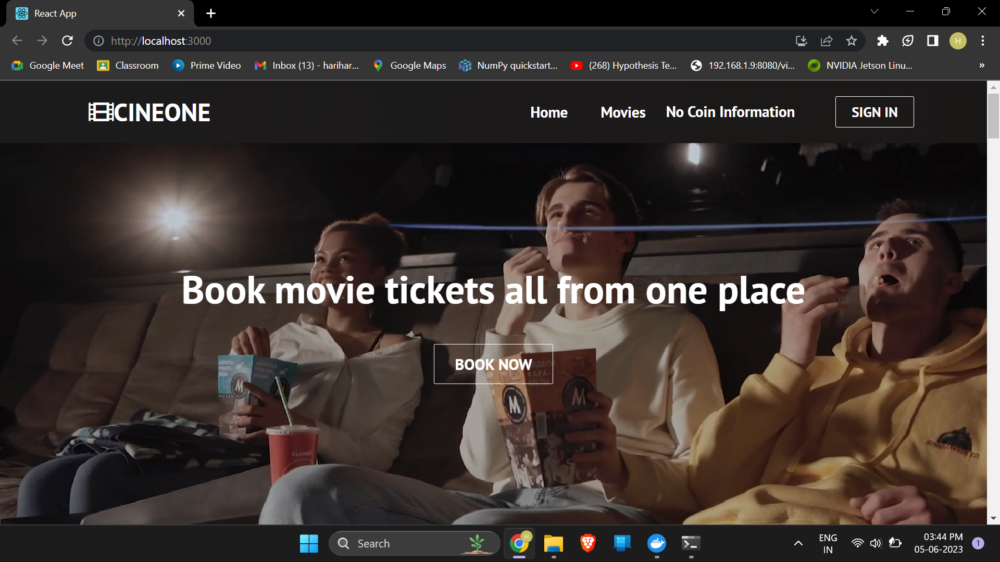 React App
http://localhost:3000
H
Google Meet
Classroom
Prime Video
Inbox (13) - harihar...
Google Maps
NumPy quickstart...
(268) Hypothesis Te...
192.168.1.9:8080/vi...
NVIDIA Jetson Linu...
»
CINEONE
Home
Movies
No Coin Information
SIGN IN
Book movie tickets all from one place
BOOK NOW
M
M
M
CLASSIC
Search
H
ENG
IN
03:44 PM
05-06-2023
1